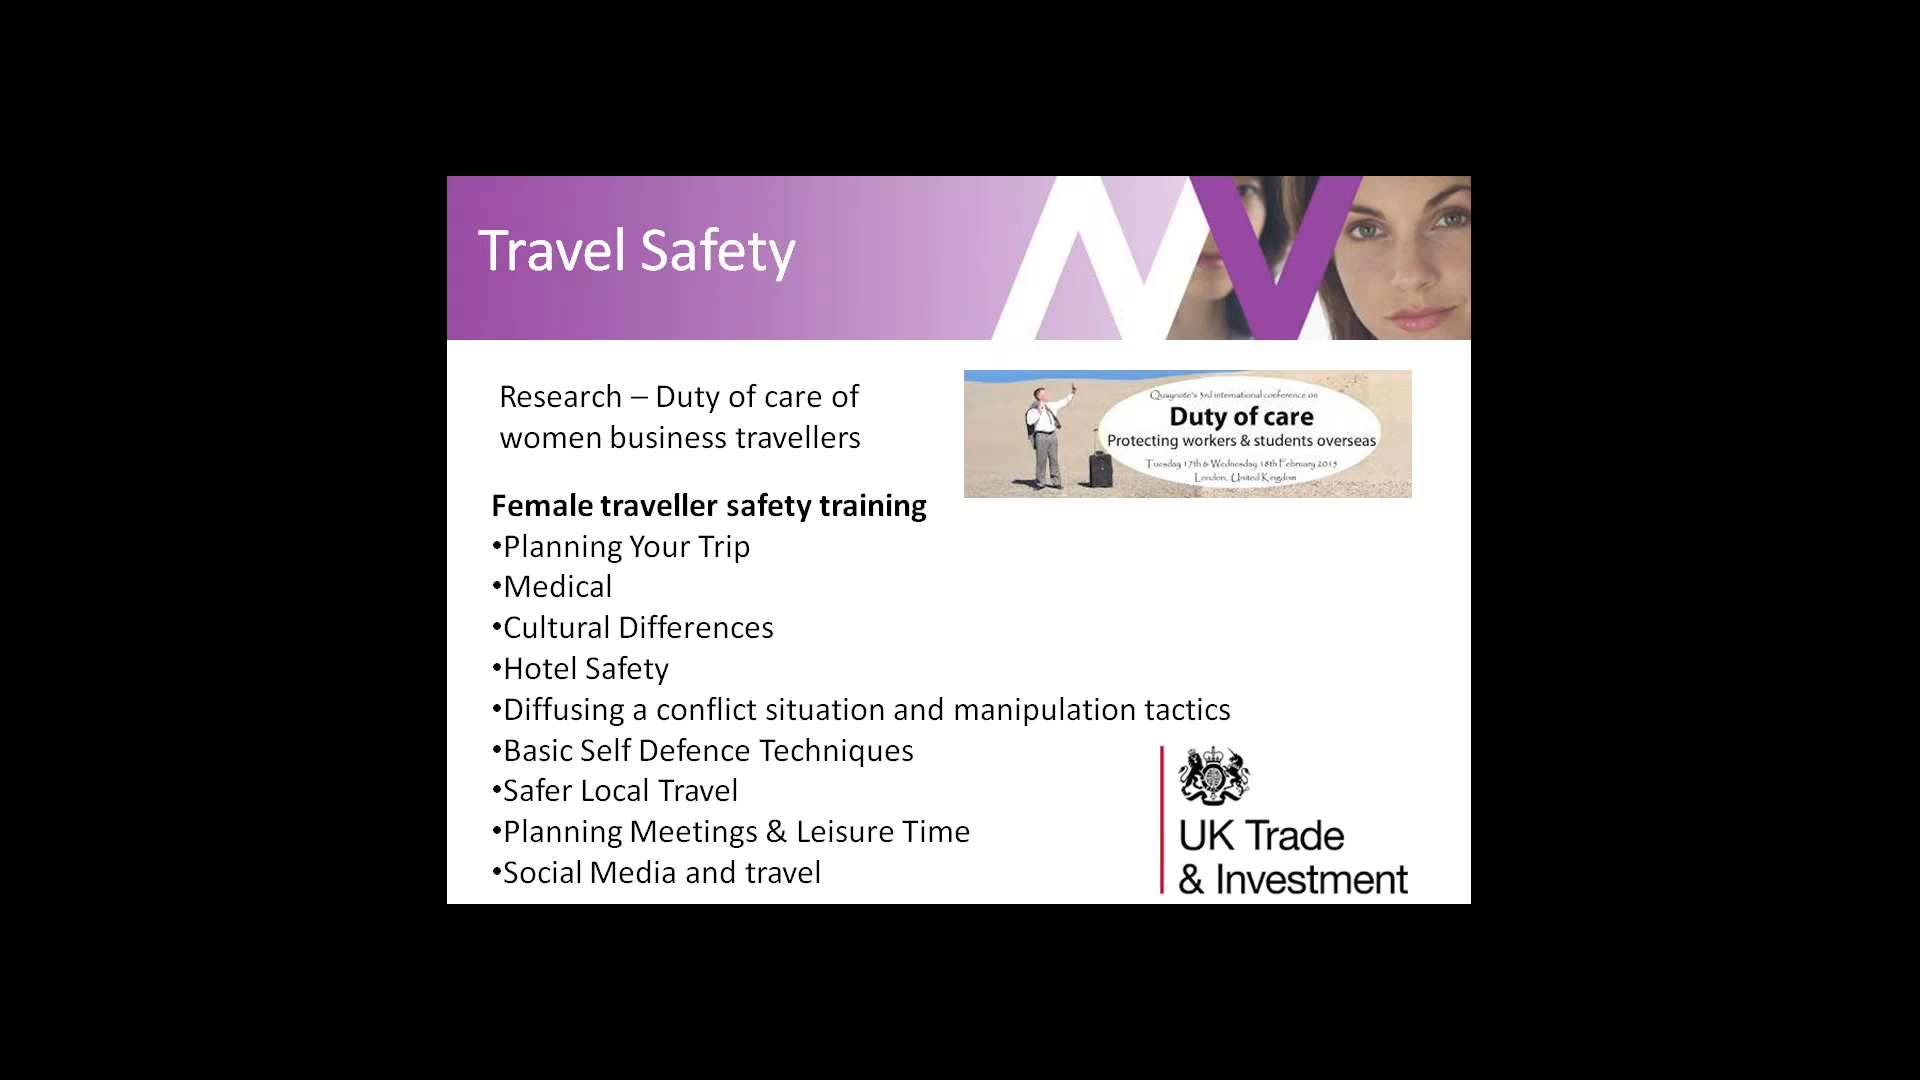 Travel Safety
Research – Duty of care of
women business travellers
Quaynote's 3rd international conference on
Duty of care
Protecting workers & students overseas
Tuesday 17th & Wednesday 18th February 2015
London, United Kingdom
Female traveller safety training
•Planning Your Trip
•Medical
•Cultural Differences
•Hotel Safety
•Diffusing a conflict situation and manipulation tactics
•Basic Self Defence Techniques
•Safer Local Travel
•Planning Meetings & Leisure Time
•Social Media and travel
UK Trade
& Investment